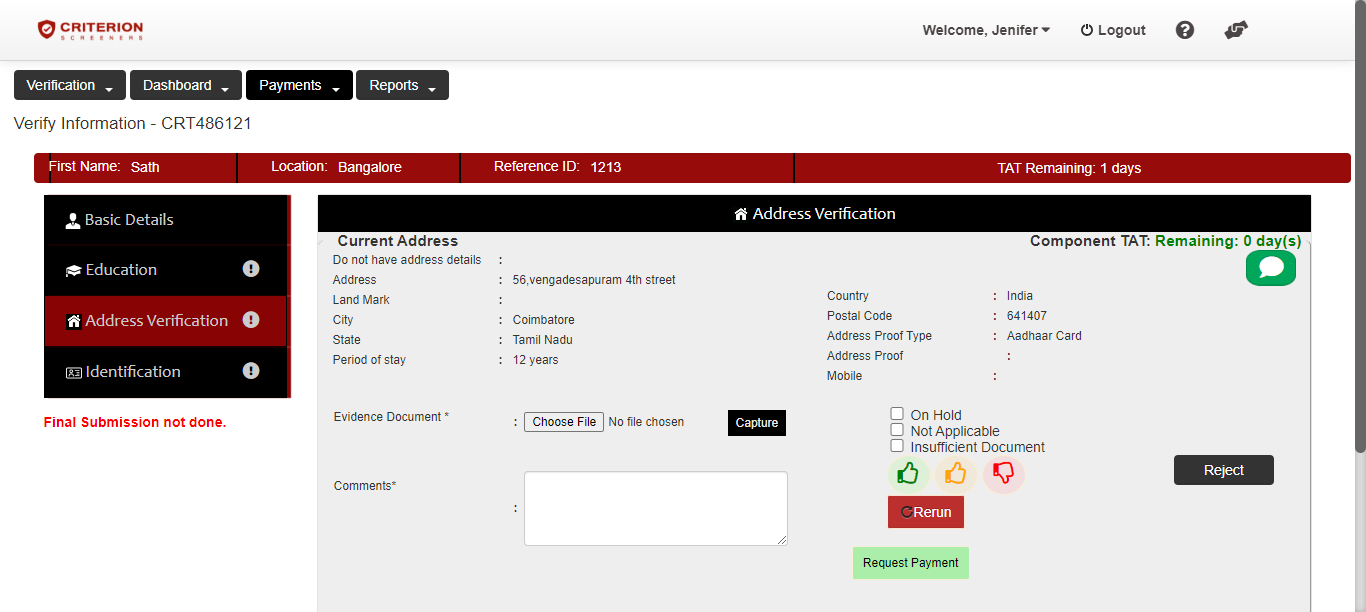 CRITERION
SCREENERS
Welcome, Jenifer
Logout
Verification
Dashboard
Payments
Reports
Verify Information - CRT486121
First Name: Sath
Location: Bangalore
Reference ID: 1213
TAT Remaining: 1 days
Basic Details
Education
Address Verification
Identification
Final Submission not done.
Address Verification
Current Address
Component TAT: Remaining: 0 day(s)
Do not have address details :
Address : 56,vengadesapuram 4th street
Land Mark :
City : Coimbatore
State : Tamil Nadu
Period of stay : 12 years
Country : India
Postal Code : 641407
Address Proof Type : Aadhaar Card
Address Proof :
Mobile :
Evidence Document * : Choose File No file chosen
Capture
On Hold
Not Applicable
Insufficient Document
Comments* :
Rerun
Reject
Request Payment